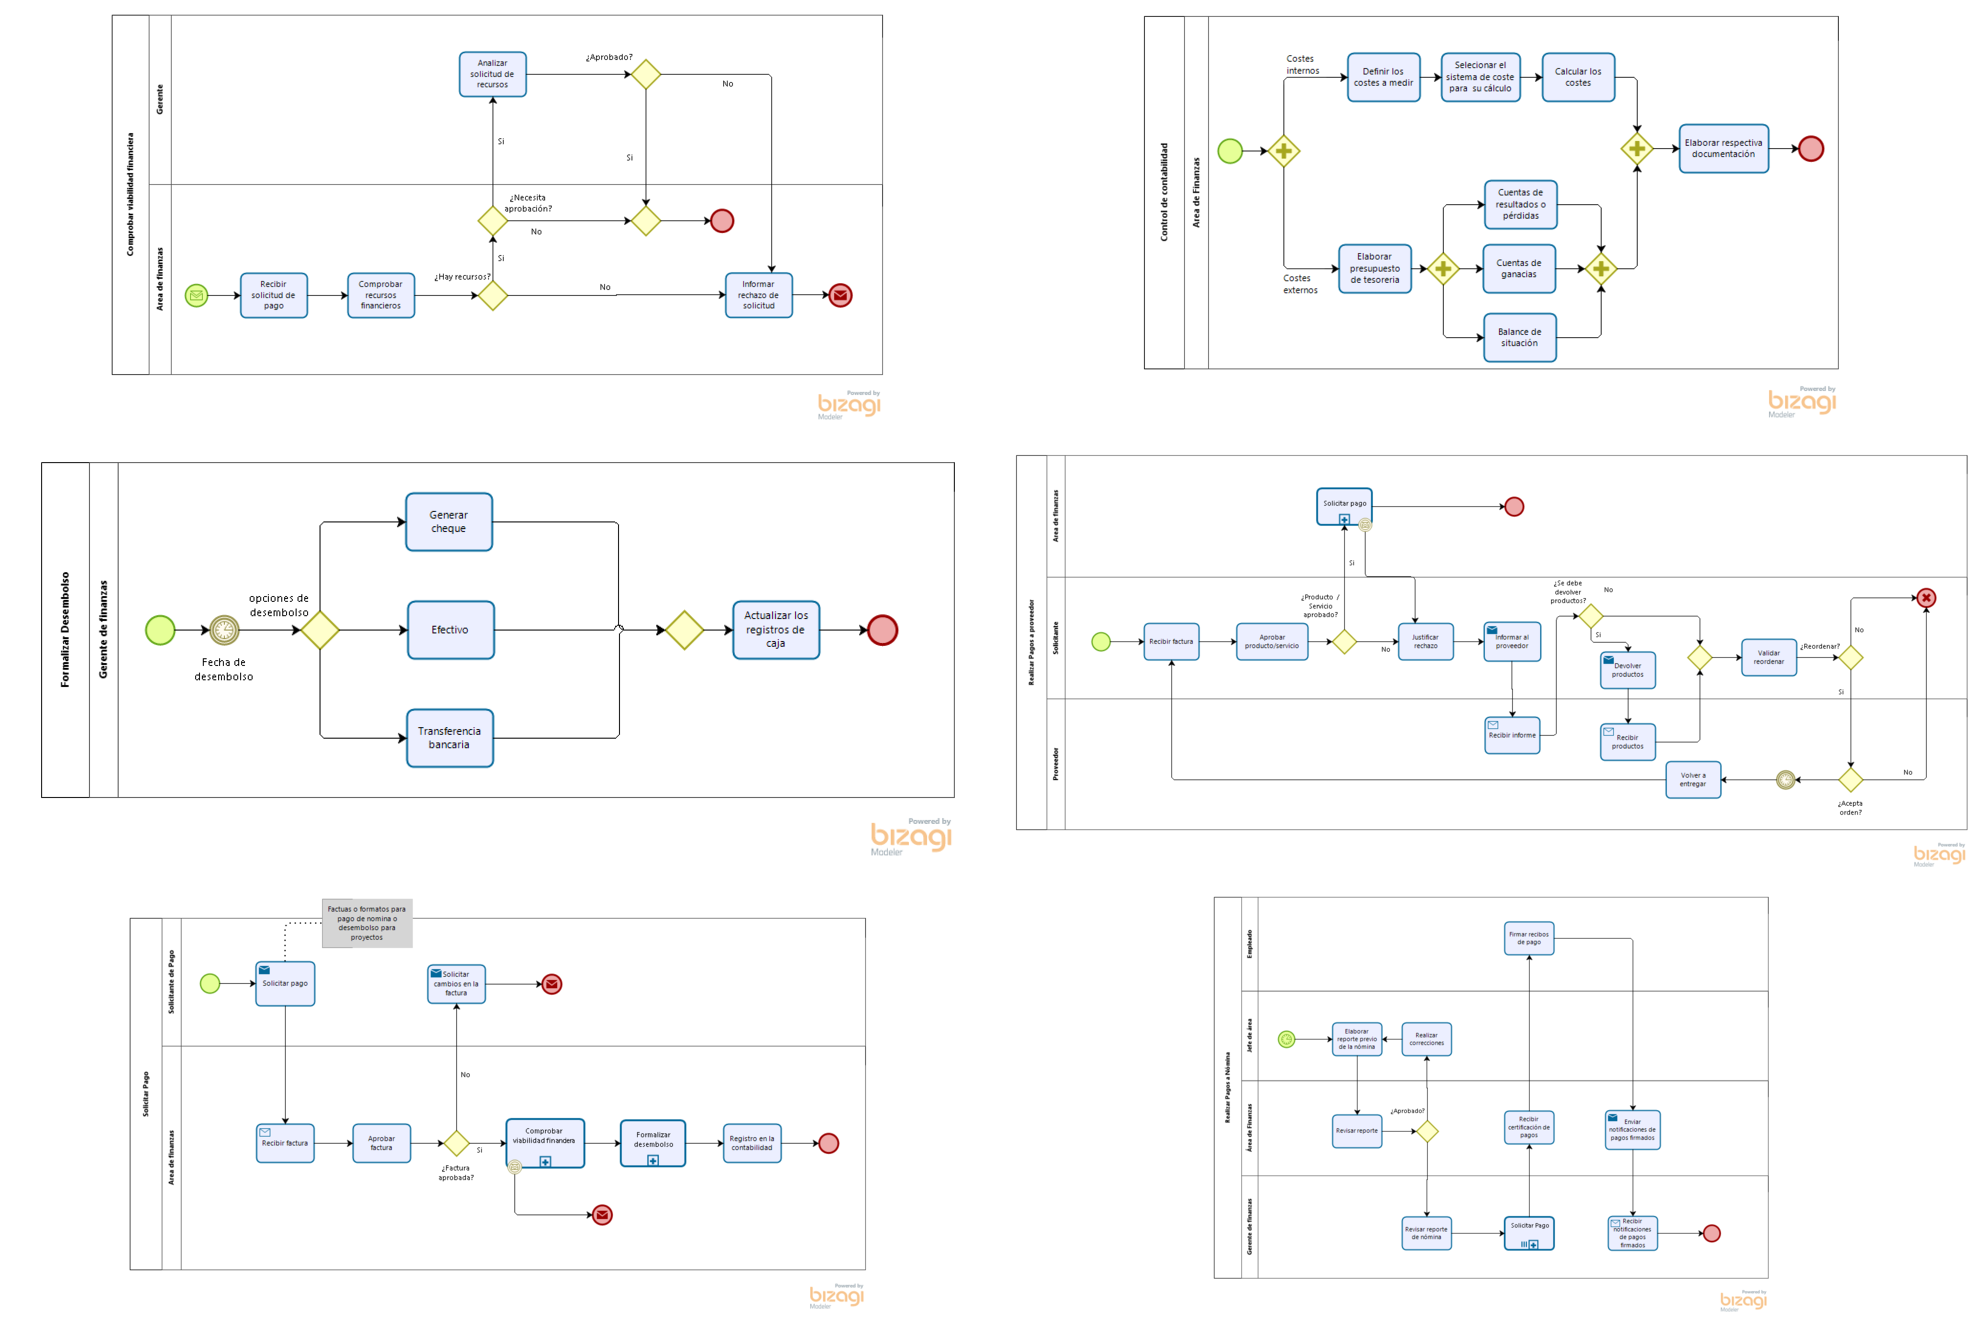 Comprobar viabilidad financiera
Gerente
Area de finanzas
Analizar
solicitud de
recursos
¿Aprobado?
No
Si
Si
¿Necesita
aprobación?
No
Si
¿Hay recursos?
No
Recibir
solicitud de
pago
Comprobar
recursos
financieros
Informar
rechazo de
solicitud
Powered by
bizagi
Modeler
Control de contabilidad
Area de Finanzas
Costes
internos
Definir los
costes a medir
Selecionar el
sistema de coste
para su cálculo
Calcular los
costes
Elaborar respectiva
documentación
Cuentas de
resultados o
pérdidas
Costes
externos
Elaborar
presupuesto
de tesoreria
Cuentas de
ganacias
Balance de
situación
Powered by
bizagi
Modeler
Formalizar Desembolso
Gerente de finanzas
Fecha de
desembolso
opciones de
desembolso
Generar
cheque
Efectivo
Transferencia
bancaria
Actualizar los
registros de
caja
Powered by
bizagi
Modeler
Realizar Pagos a proveedor
Area de finanzas
Solicitante
Proveedor
Solicitar pago
Si
¿Producto /
Servicio
aprobado?
No
Recibir factura
Aprobar
producto/servicio
Justificar
rechazo
Informar al
proveedor
¿Se debe
devolver
productos?
No
Si
Devolver
productos
Validar
reordenar
¿Reordenar?
No
Si
Recibir informe
Recibir
productos
Volver a
entregar
No
¿Acepta
orden?
Powered by
bizagi
Modeler
Solicitar Pago
Solicitante de Pago
Area de finanzas
Factuas o formatos para
pago de nomina o
desembolso para
proyectos
Solicitar pago
Solicitar
cambios en la
factura
No
Recibir factura
Aprobar
factura
¿Factura
aprobada?
Si
Comprobar
viabilidad finandera
Formalizar
desembolso
Registro en la
contabilidad
Powered by
bizagi
Modeler
Realizar Pagos a Nómina
Empleado
Jefe de área
Área de Finanzas
Gerente de finanzas
Firmar recibos
de pago
Elaborar
reporte previo
de la nómina
Realizar
correcciones
Revisar reporte
¿Aprobado?
Recibir
certificación de
pagos
Enviar
notificaciones de
pagos firmados
Revisar reporte
de nómina
Solicitar Pago
Recibir
notificaciones
de pagos
firmados
Powered by
bizagi
Modeler